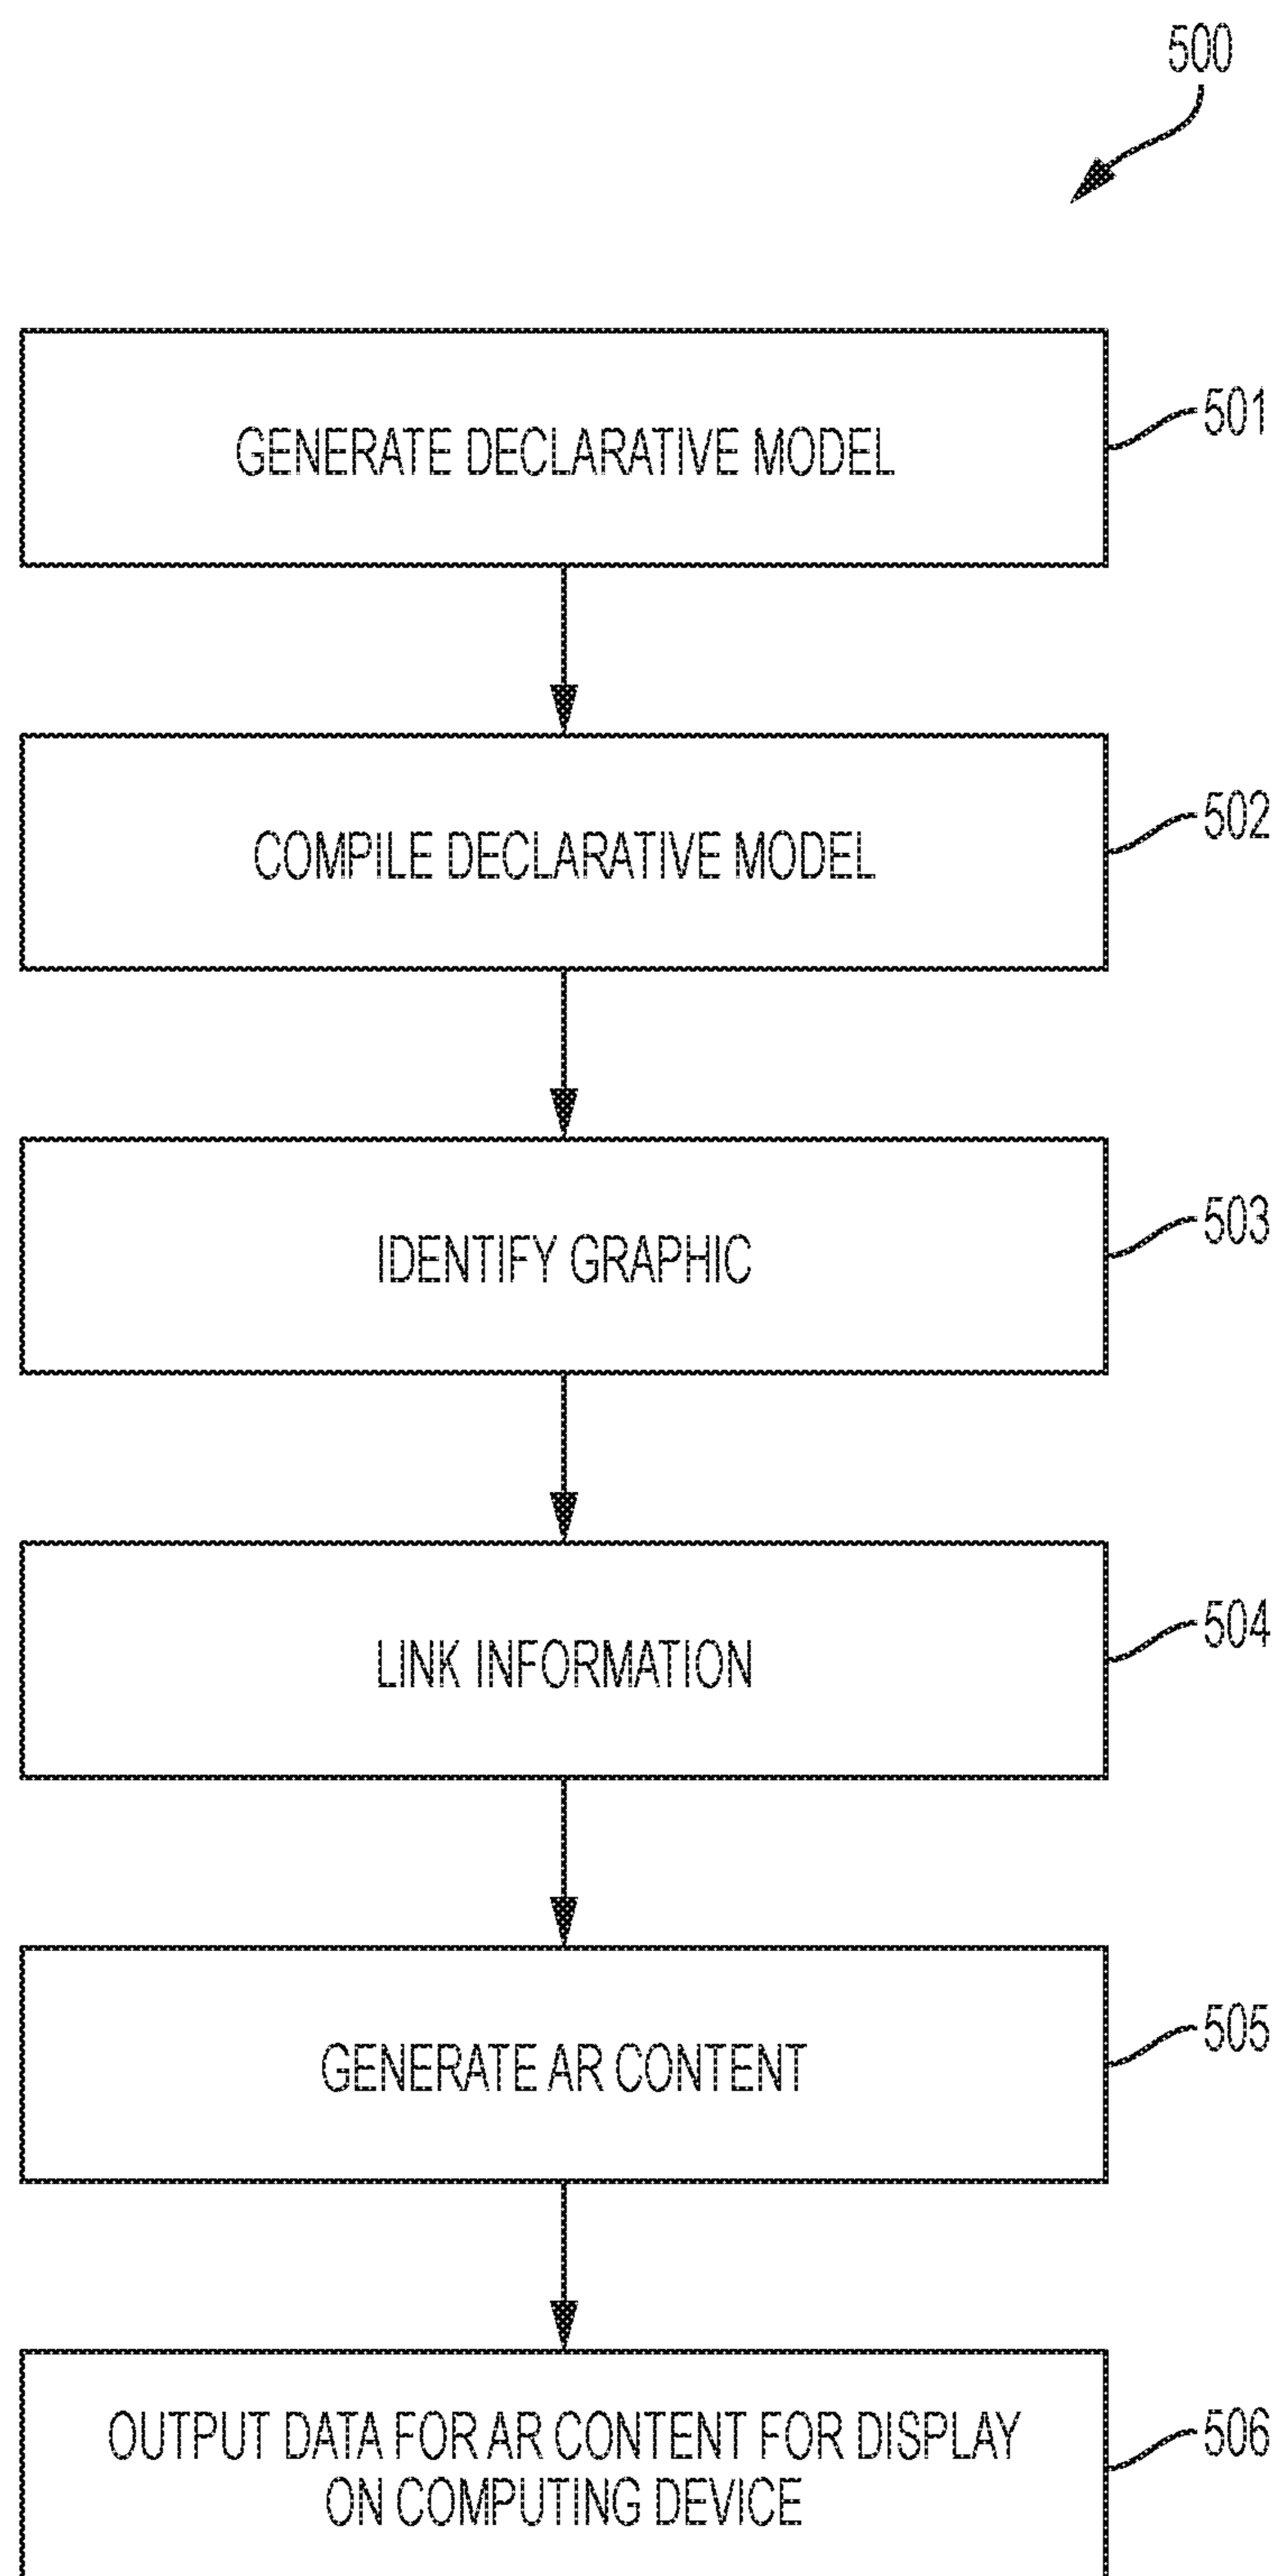 500
GENERATE DECLARATIVE MODEL
501
COMPILE DECLARATIVE MODEL
502
IDENTIFY GRAPHIC
503
LINK INFORMATION
504
GENERATE AR CONTENT
505
OUTPUT DATA FOR AR CONTENT FOR DISPLAY
ON COMPUTING DEVICE
506